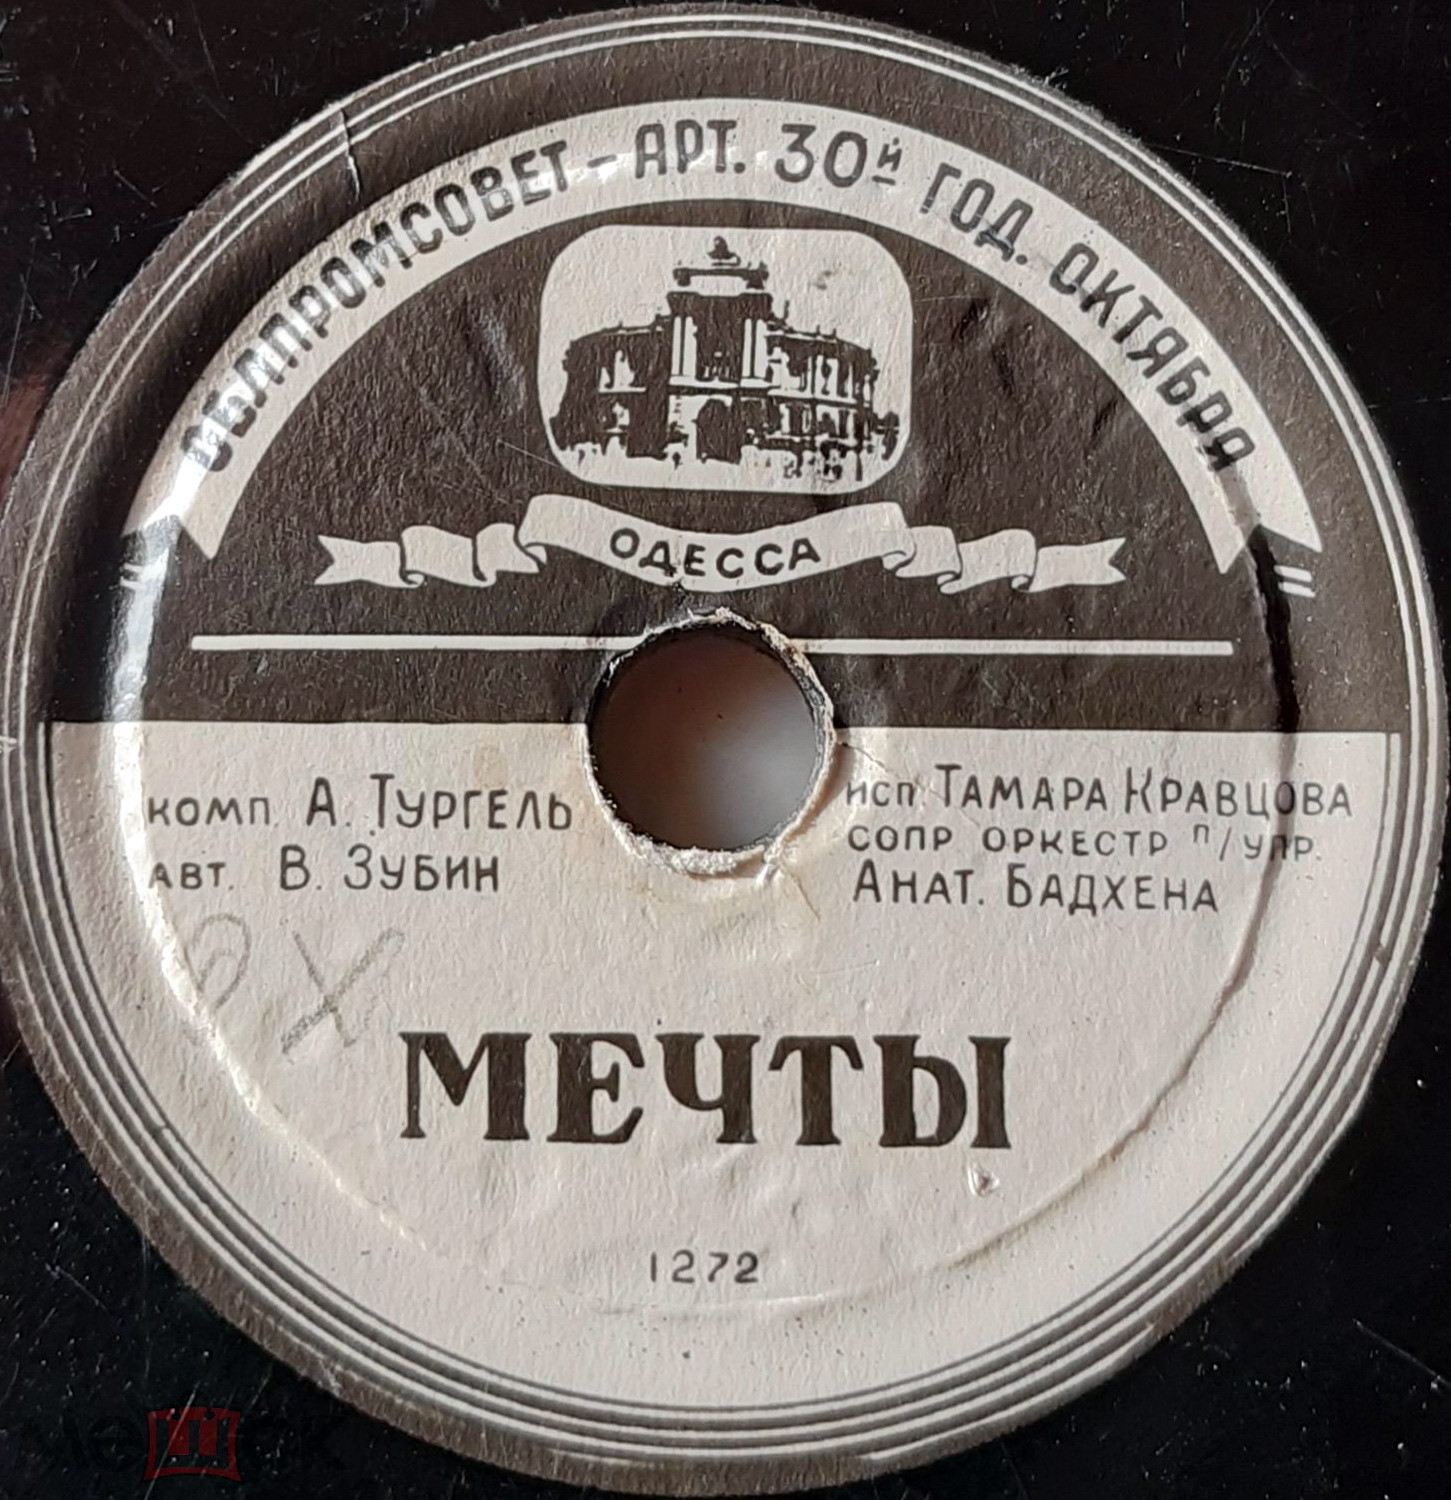 ОБЛПРОМСОВЕТ - АРТ. 30й ГОД. ОКТЯБРЯ
ОДЕССА
комп. А. ТУРГЕЛЬ
АВТ. В. ЗУБИН
исп. ТАМАРА КРАВЦОВА
СОПР ОРКЕСТР п/УПР.
АНАТ. БАДХЕНА
МЕЧТЫ
1272
мешок